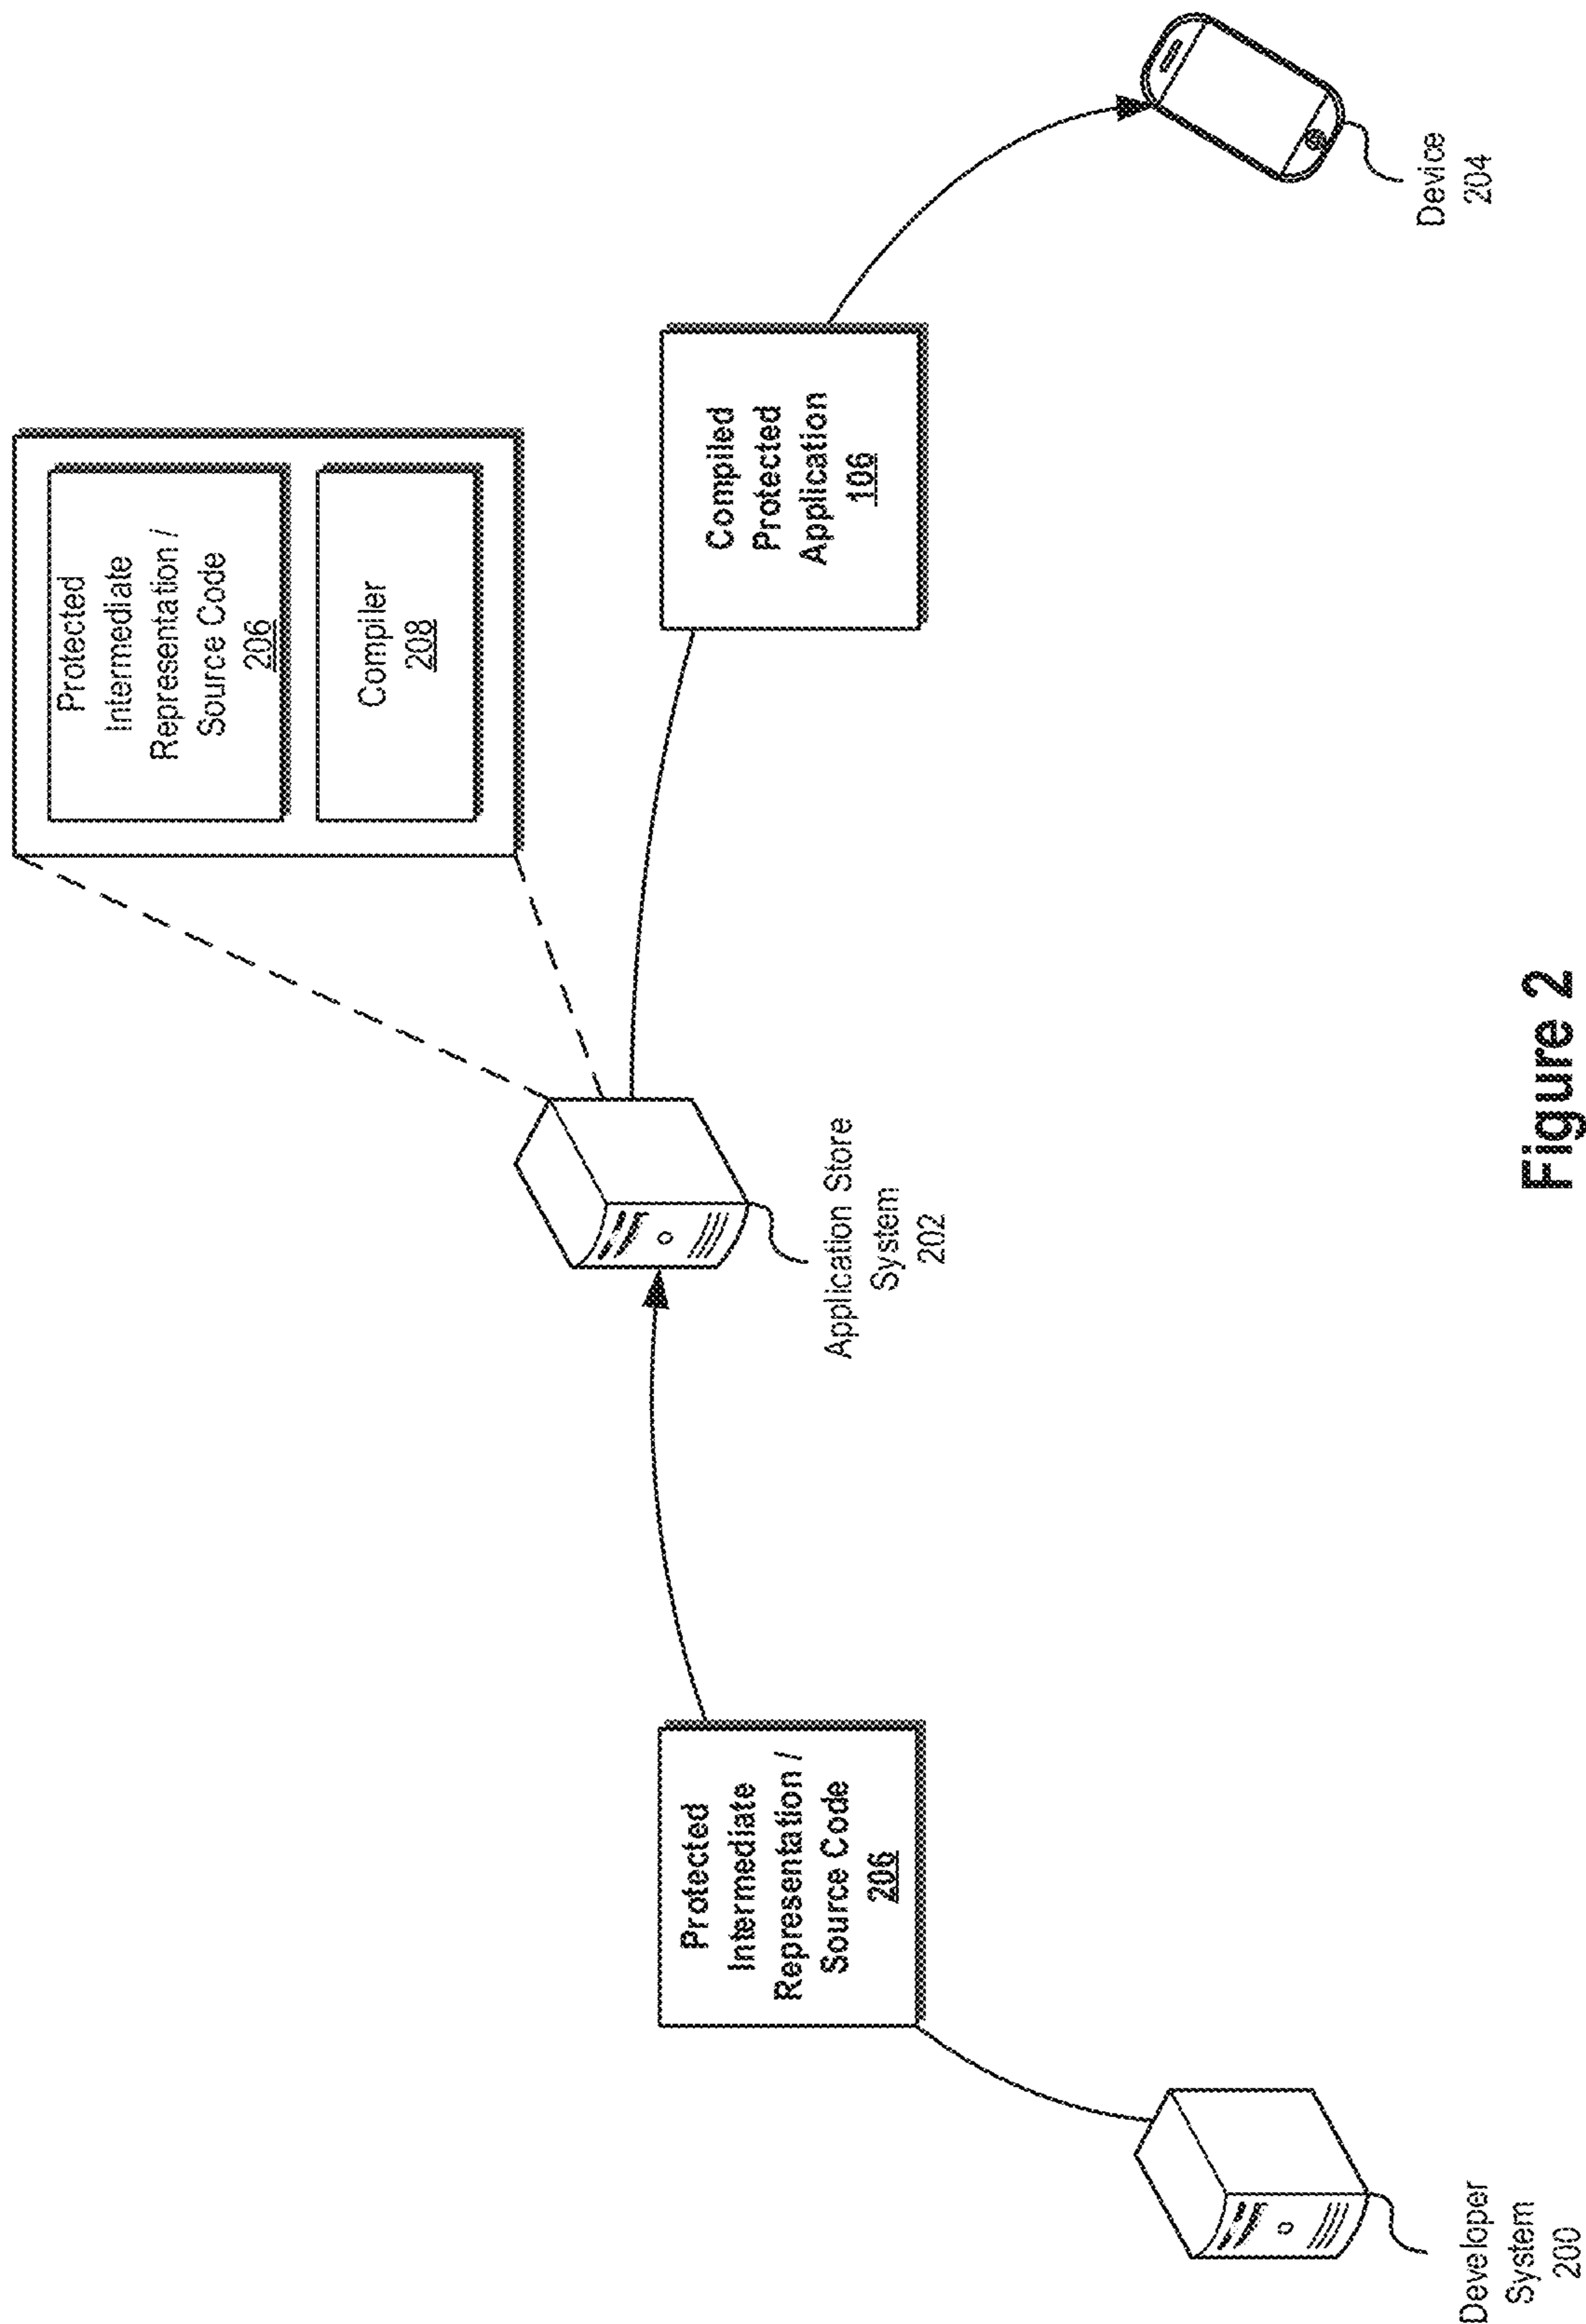 Protected
Intermediate
Representation /
Source Code
206
Compiler
208
Protected
Intermediate
Representation /
Source Code
206
Compiled
Protected
Application
106
Developer
System
200
Application Store
System
202
Device
204
Figure 2